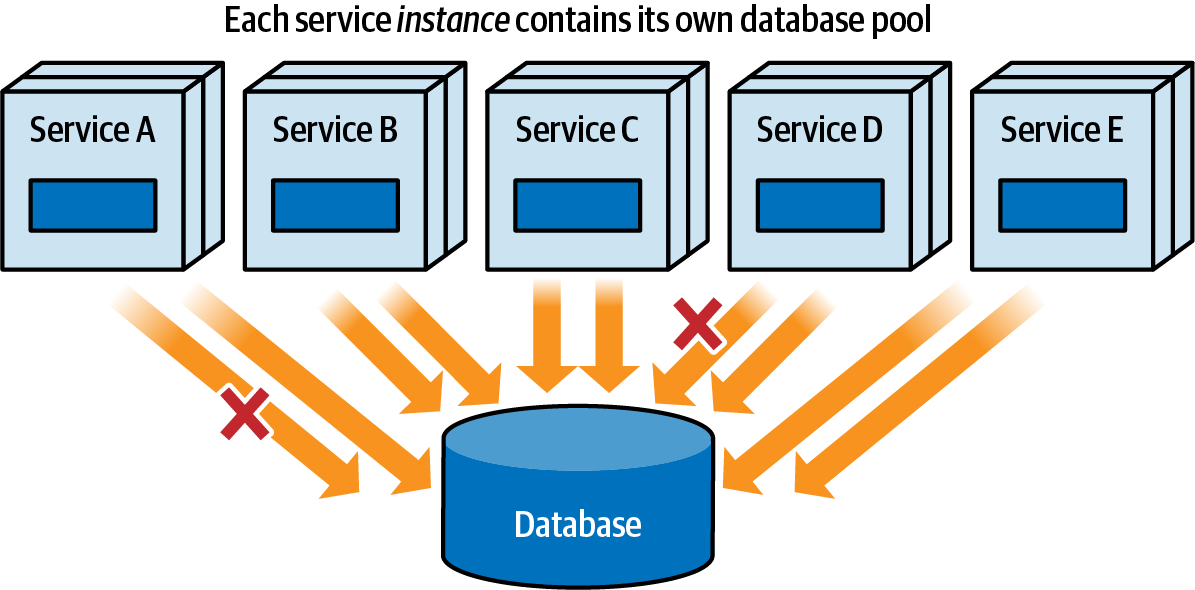 Each service instance contains its own database pool
Service A
Service B
Service C
Service D
Service E
Database